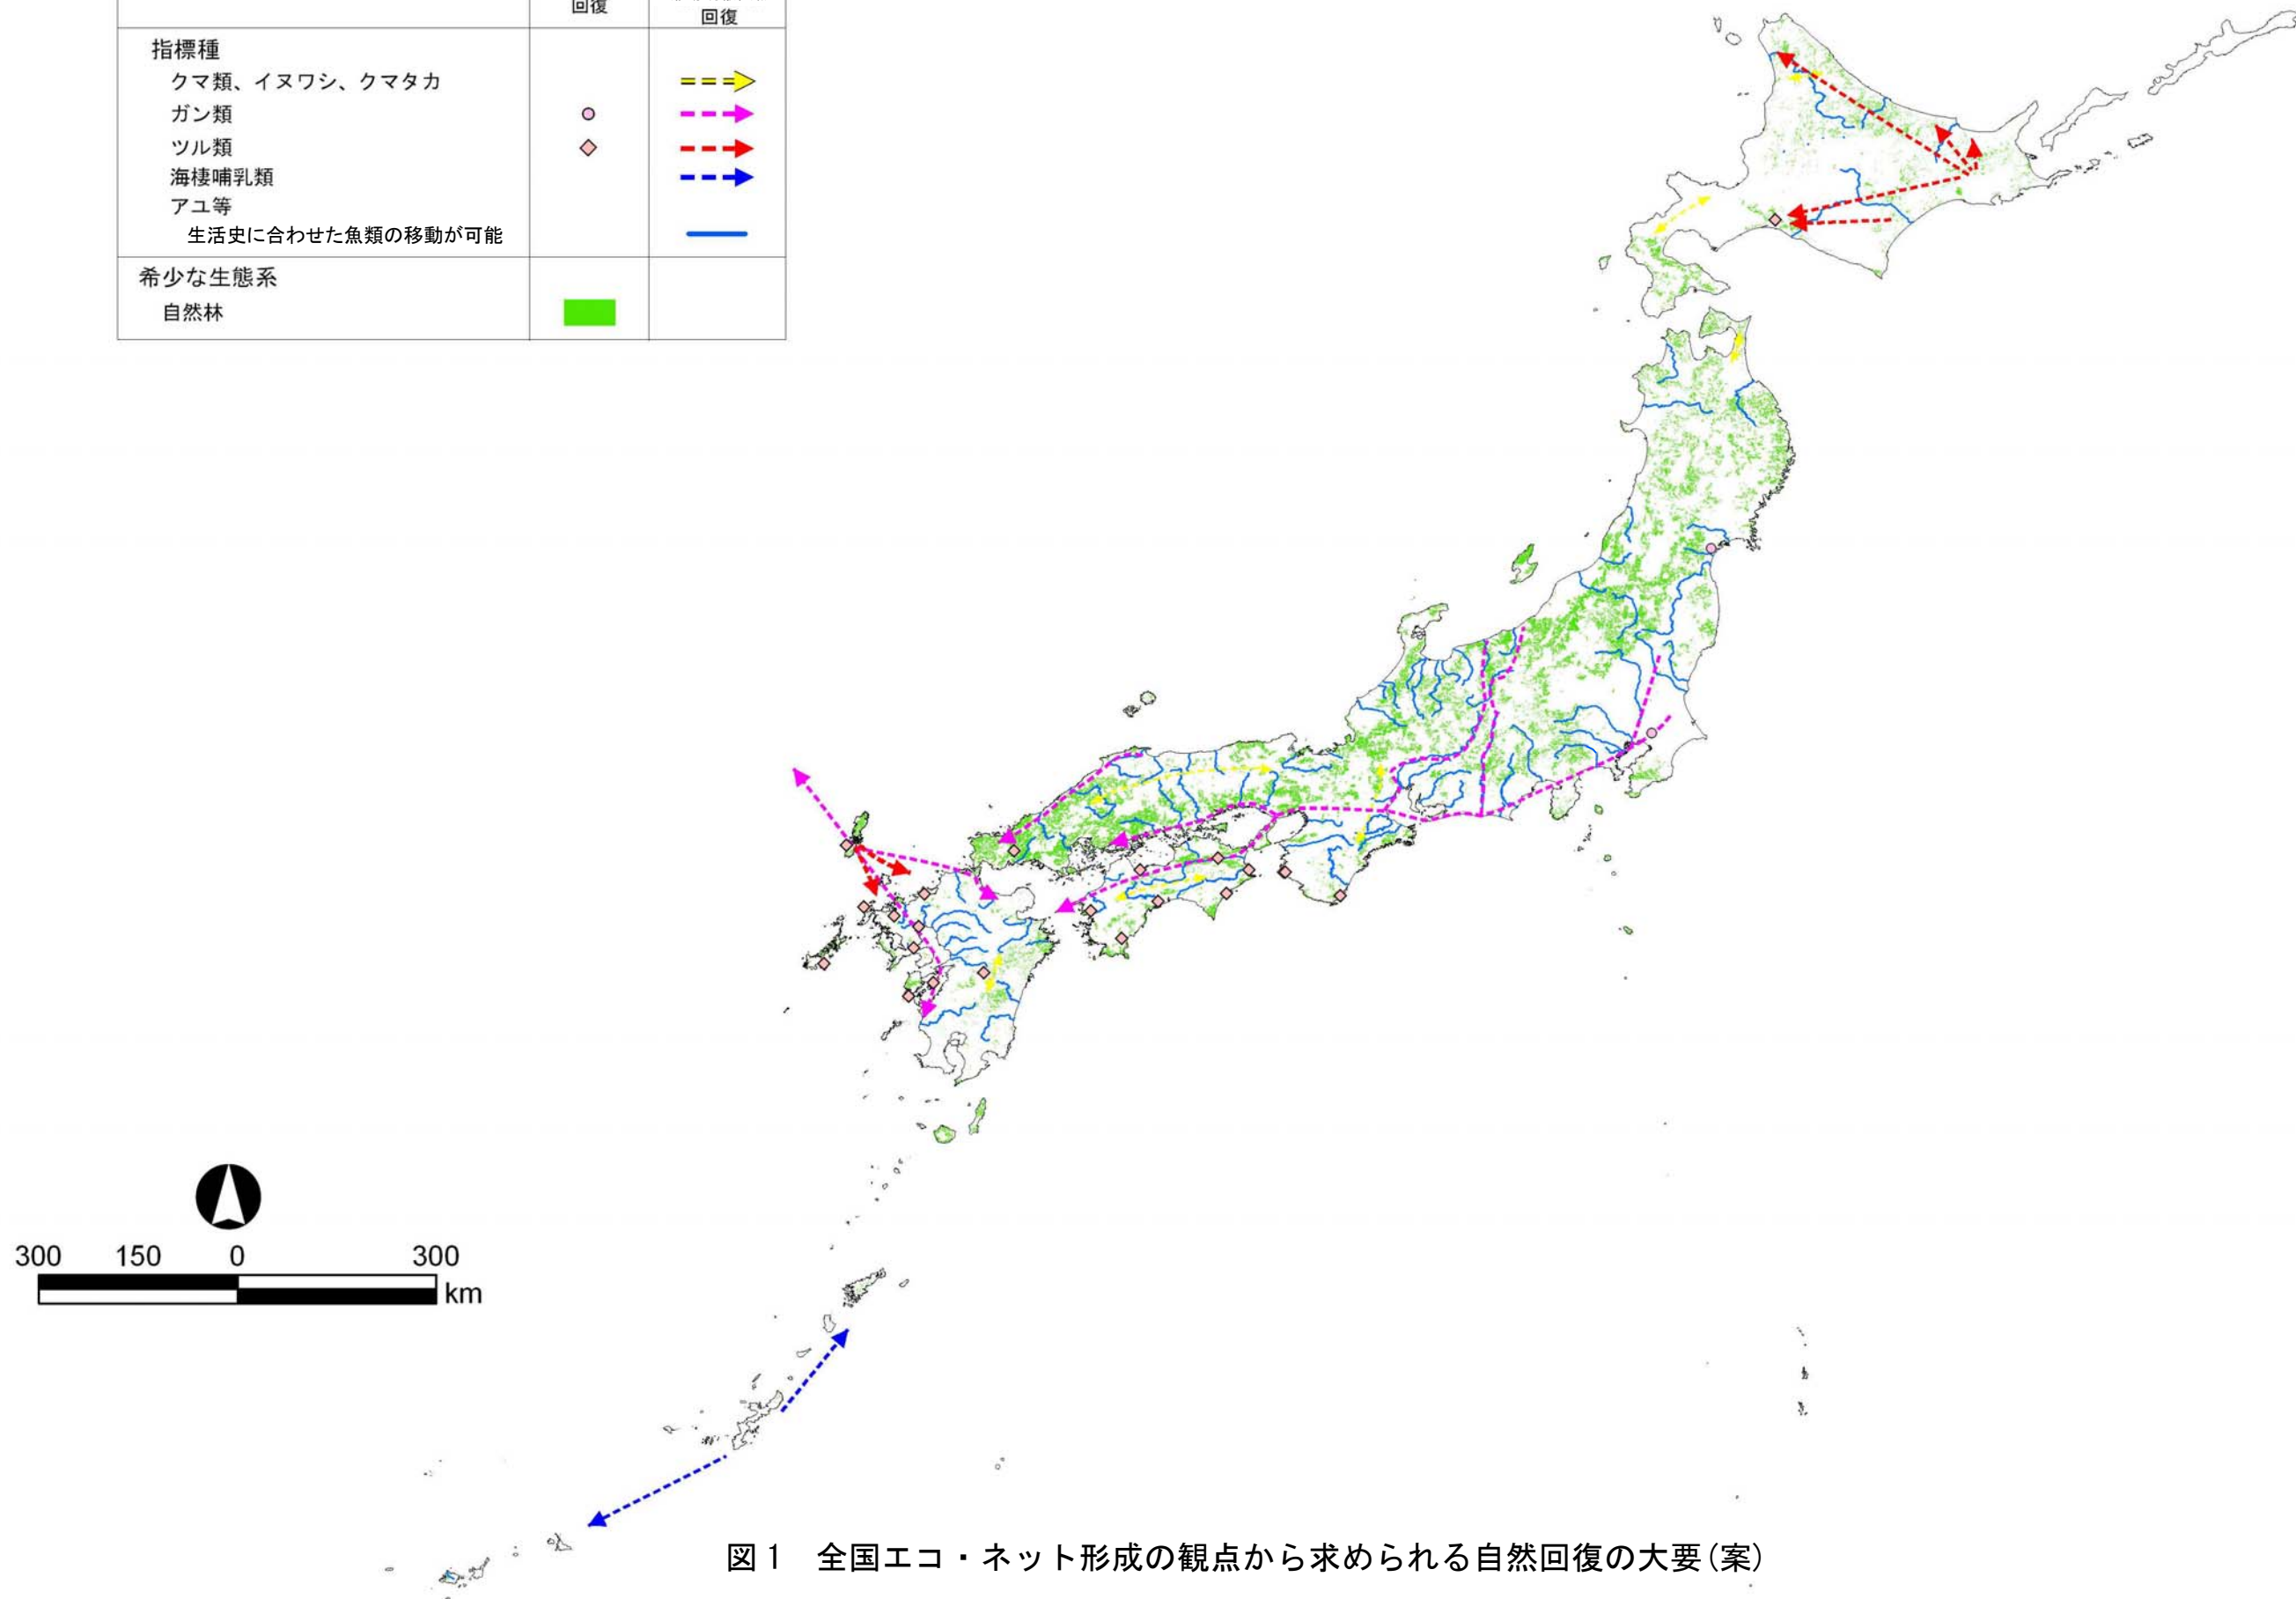 回復
回復
指標種
クマ類、イヌワシ、クマタカ
ガン類
ツル類
海棲哺乳類
アユ等
生活史に合わせた魚類の移動が可能
希少な生態系
自然林
300 150 0 300
km
図1 全国エコ・ネット形成の観点から求められる自然回復の大要(案)